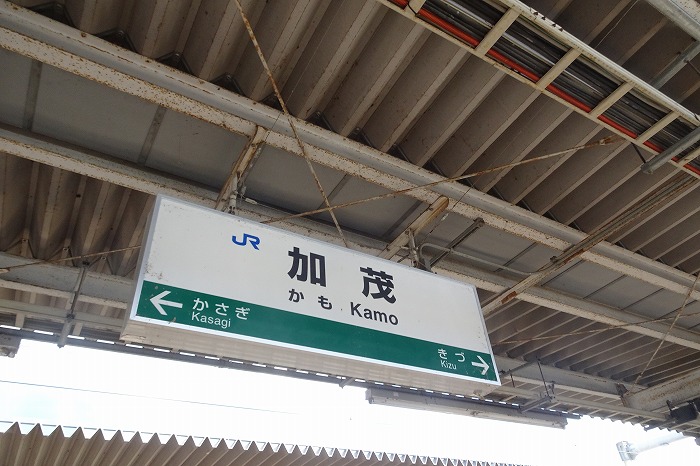 JR
加茂
かも Kamo
← かさぎ
Kasagi
きづ →
Kizu